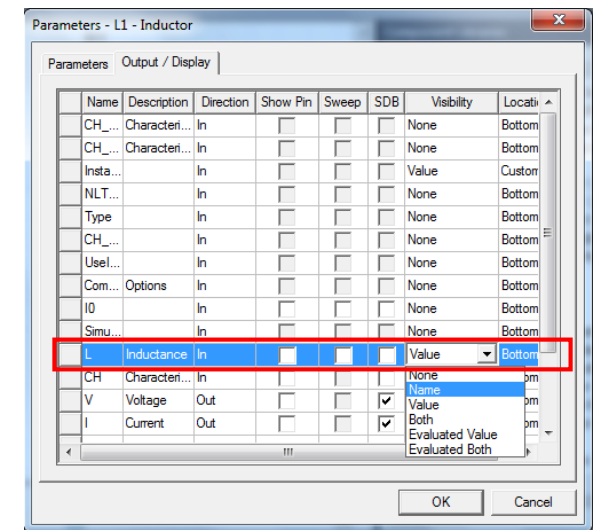 Parameters - L1 - Inductor
Parameters Output / Display
Name Description Direction Show Pin Sweep SDB Visibility Locati
CH_... Characteri... In None Bottom
CH_... Characteri... In None Bottom
Insta... In Value Custom
NLT... In None Bottom
Type In None Bottom
CH_... In None Bottom
UseI... In None Bottom
Com... Options In None Bottom
I0 In None Bottom
Simu... In None Bottom
L Inductance In Value Bottom
CH Characteri... In None om
V Voltage Out Name om
I Current Out Value om
Both
Evaluated Value
Evaluated Both
OK Cancel